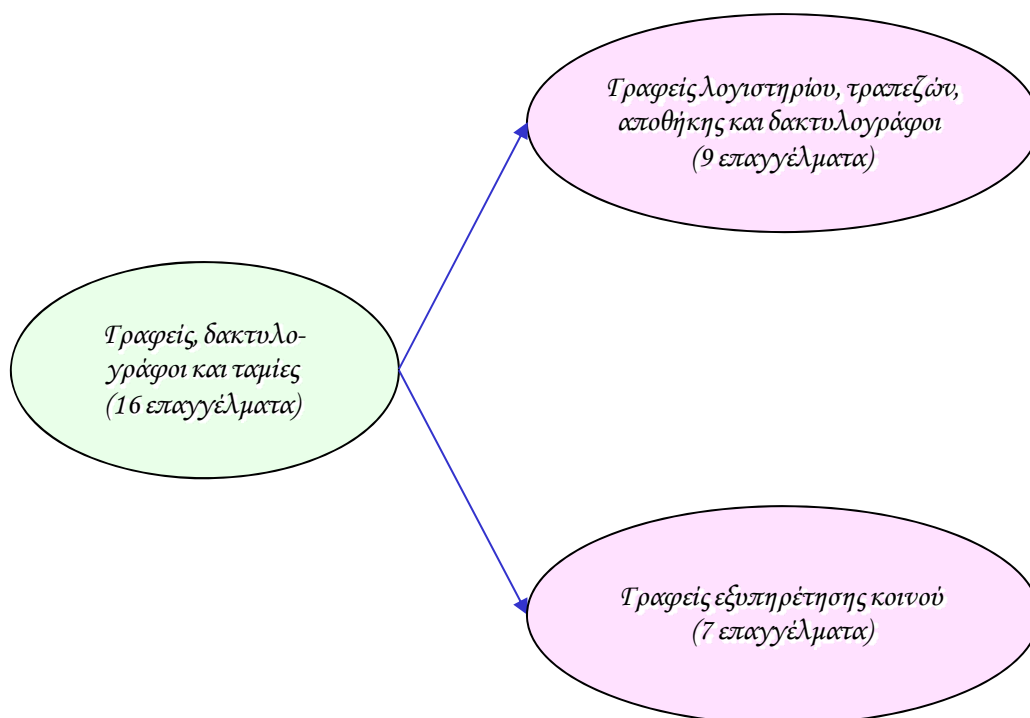 Γραφείς λογιστηρίου, τραπεζών,
αποθήκης και δακτυλογράφοι
(9 επαγγέλματα)
Γραφείς, δακτυλο-
γράφοι και ταμίες
(16 επαγγέλματα)
Γραφείς εξυπηρέτησης κοινού
(7 επαγγέλματα)